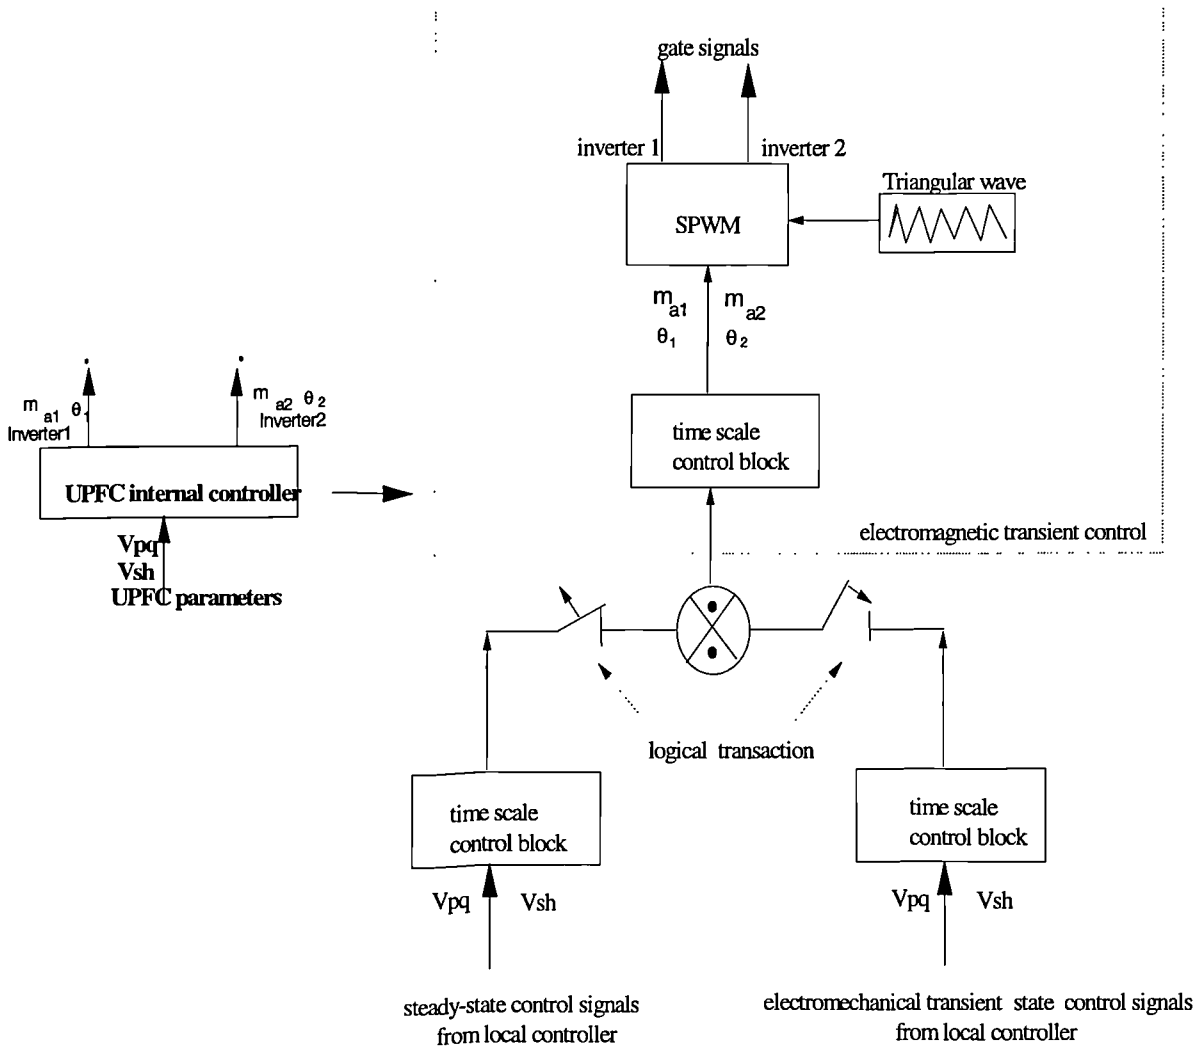 gate signals
inverter 1
inverter 2
Triangular wave
SPWM
m a1
m a2
θ1
θ2
m a1 θ1
Inverter1
m a2 θ2
Inverter2
time scale
control block
UPFC internal controller
electromagnetic transient control
Vpq
Vsh
UPFC parameters
logical transaction
time scale
control block
time scale
control block
Vpq
Vsh
Vpq
Vsh
steady-state control signals
from local controller
electromechanical transient state control signals
from local controller